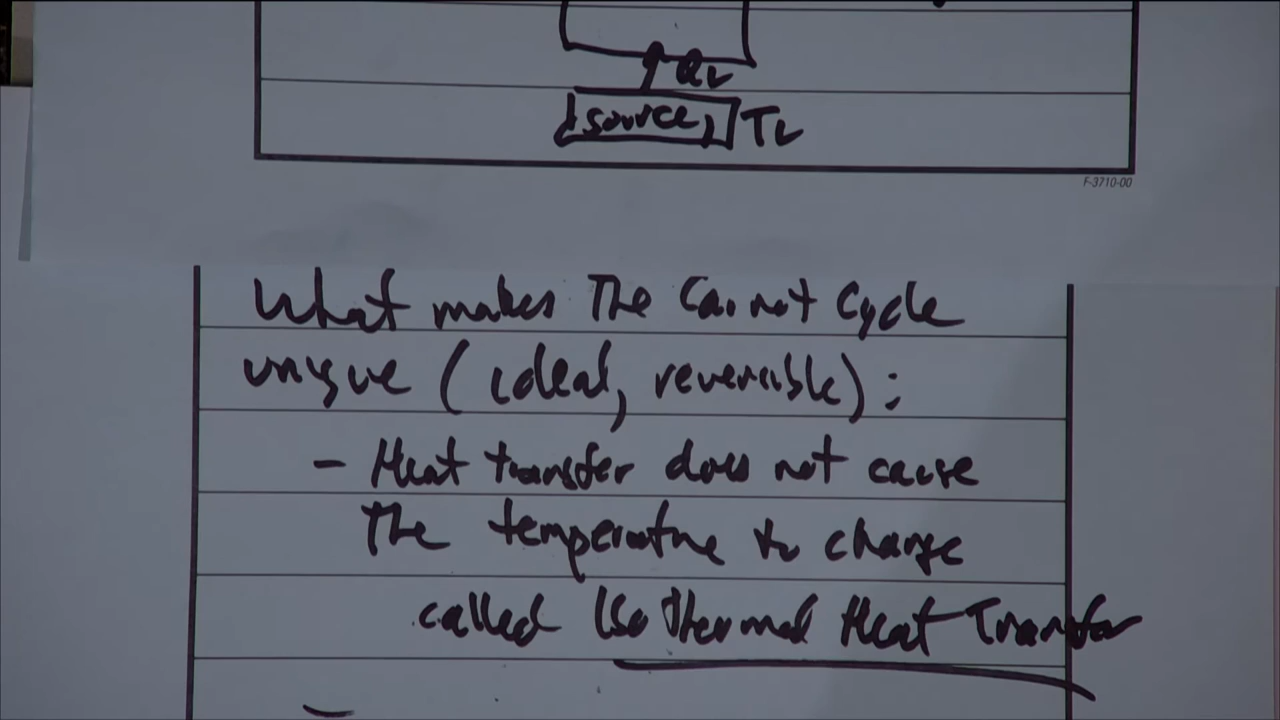 QL
source, TL
F-3710-00
What makes The Carnot Cycle
unique (ideal, reversible):
- Heat transfer does not cause
The temperature to change
called Isothermal Heat Transfer
-